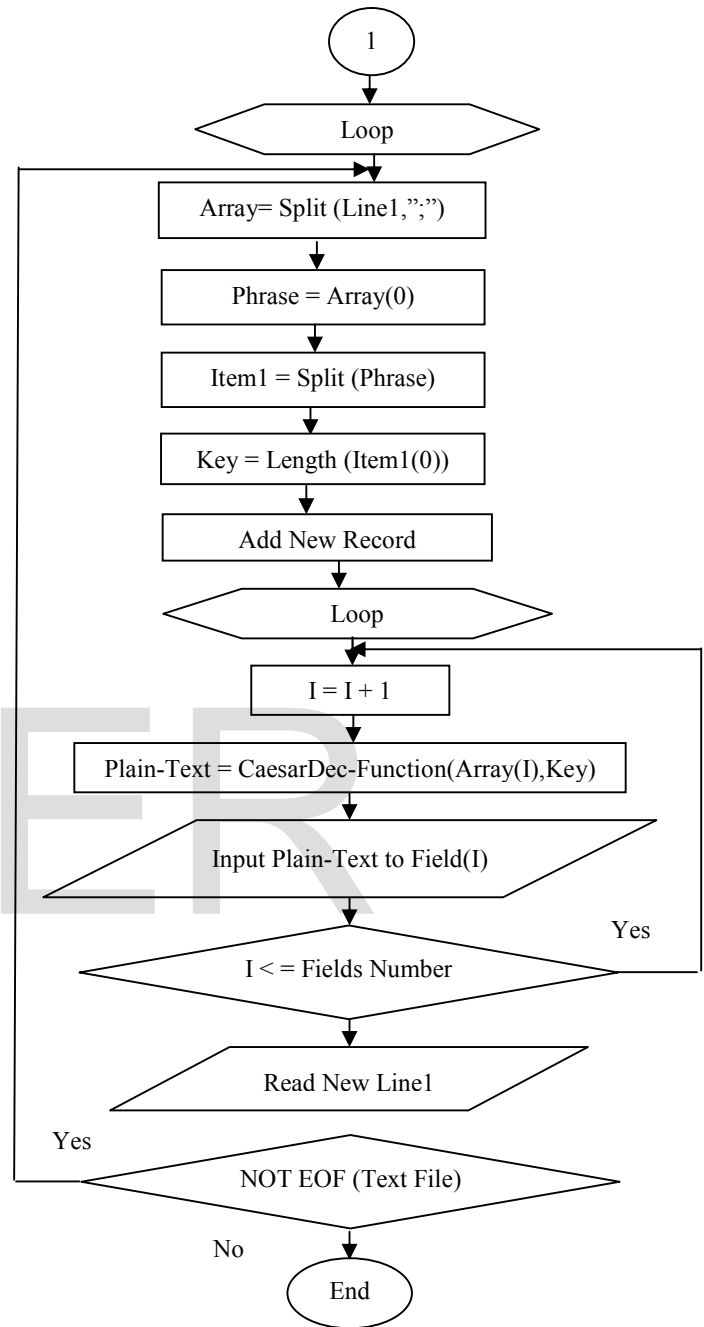 1
Loop
Array= Split (Line1,”;”)
Phrase = Array(0)
Item1 = Split (Phrase)
Key = Length (Item1(0))
Add New Record
Loop
I = I + 1
Plain-Text = CaesarDec-Function(Array(I),Key)
Input Plain-Text to Field(I)
Yes
I < = Fields Number
Read New Line1
Yes
NOT EOF (Text File)
No
End
ER